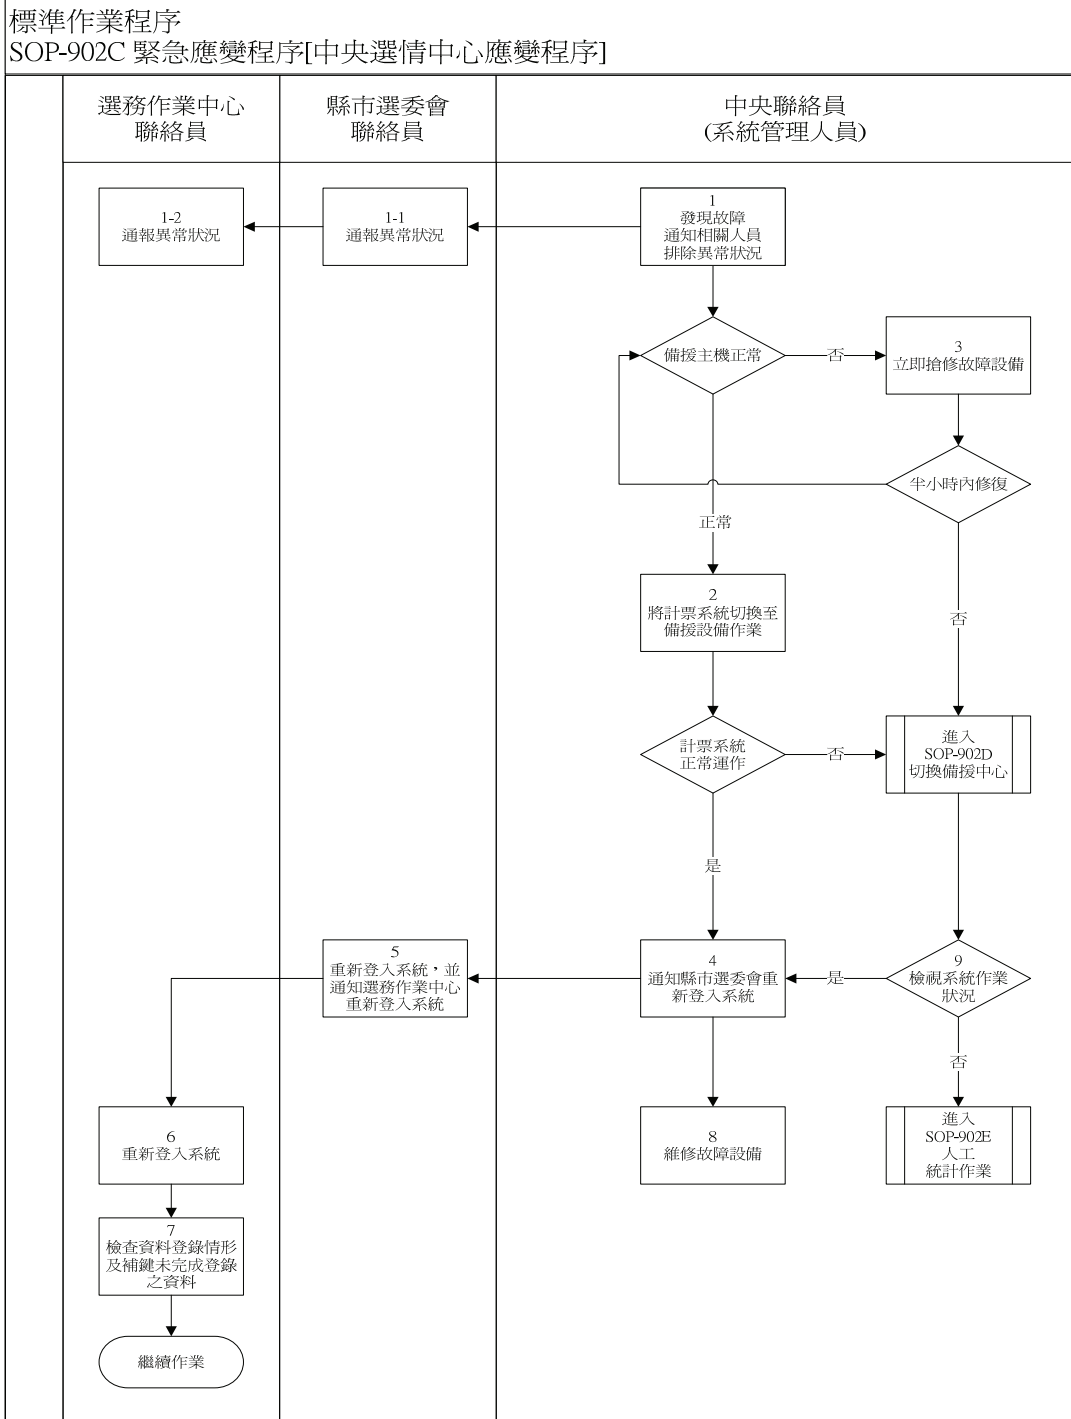 標準作業程序
SOP-902C 緊急應變程序[中央選情中心應變程序]
選務作業中心
聯絡員
縣市選委會
聯絡員
中央聯絡員
(系統管理人員)
1-2
通報異常狀況
1-1
通報異常狀況
1
發現故障
通知相關人員
排除異常狀況
備援主機正常
否
3
立即搶修故障設備
半小時內修復
正常
2
將計票系統切換至
備援設備作業
否
計票系統
正常運作
否
進入
SOP-902D
切換備援中心
是
5
重新登入系統，並
通知選務作業中心
重新登入系統
4
通知縣市選委會重
新登入系統
是
9
檢視系統作業
狀況
否
6
重新登入系統
8
維修故障設備
進入
SOP-902E
人工
統計作業
7
檢查資料登錄情形
及補鍵未完成登錄
之資料
繼續作業